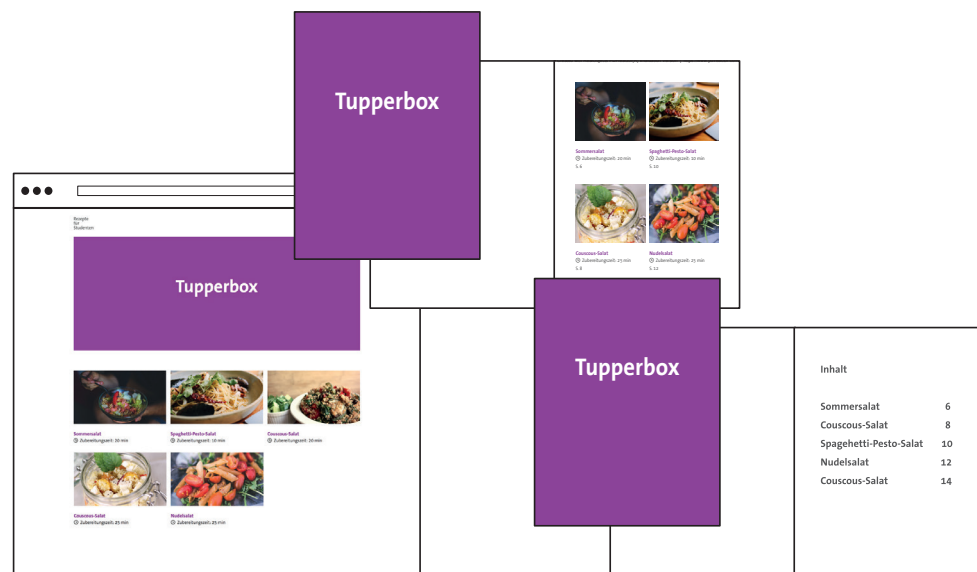 Tupperbox
Sommersalat
Zubereitungszeit: 20 min
S. 6
Spaghetti-Pesto-Salat
Zubereitungszeit: 10 min
S. 10
Couscous-Salat
Zubereitungszeit: 25 min
S. 8
Nudelsalat
Zubereitungszeit: 25 min
S. 12
Rezepte
for
Studenten
Tupperbox
Sommersalat
Zubereitungszeit: 20 min
Spaghetti-Pesto-Salat
Zubereitungszeit: 10 min
Couscous-Salat
Zubereitungszeit: 20 min
Couscous-Salat
Zubereitungszeit: 25 min
Nudelsalat
Zubereitungszeit: 25 min
Tupperbox
Inhalt
Sommersalat 6
Couscous-Salat 8
Spagehetti-Pesto-Salat 10
Nudelsalat 12
Couscous-Salat 14